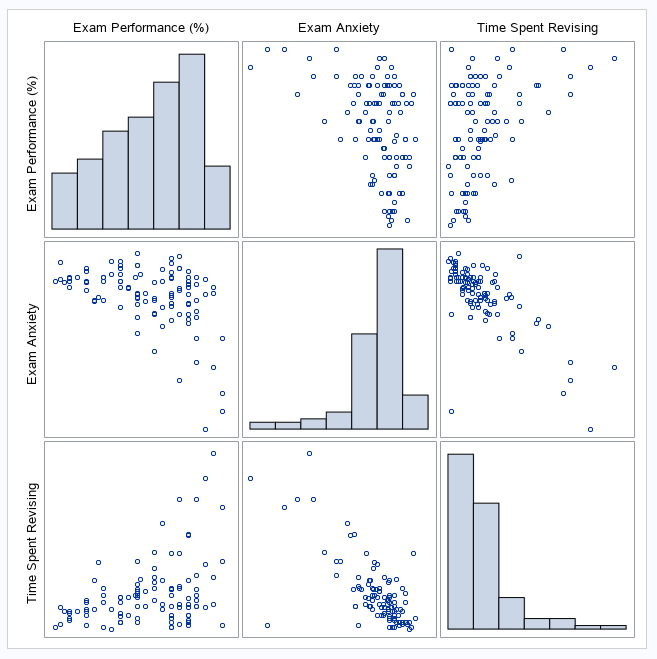 Exam Performance (%)
Exam Anxiety
Time Spent Revising
Exam Performance (%)
Exam Anxiety
Time Spent Revising